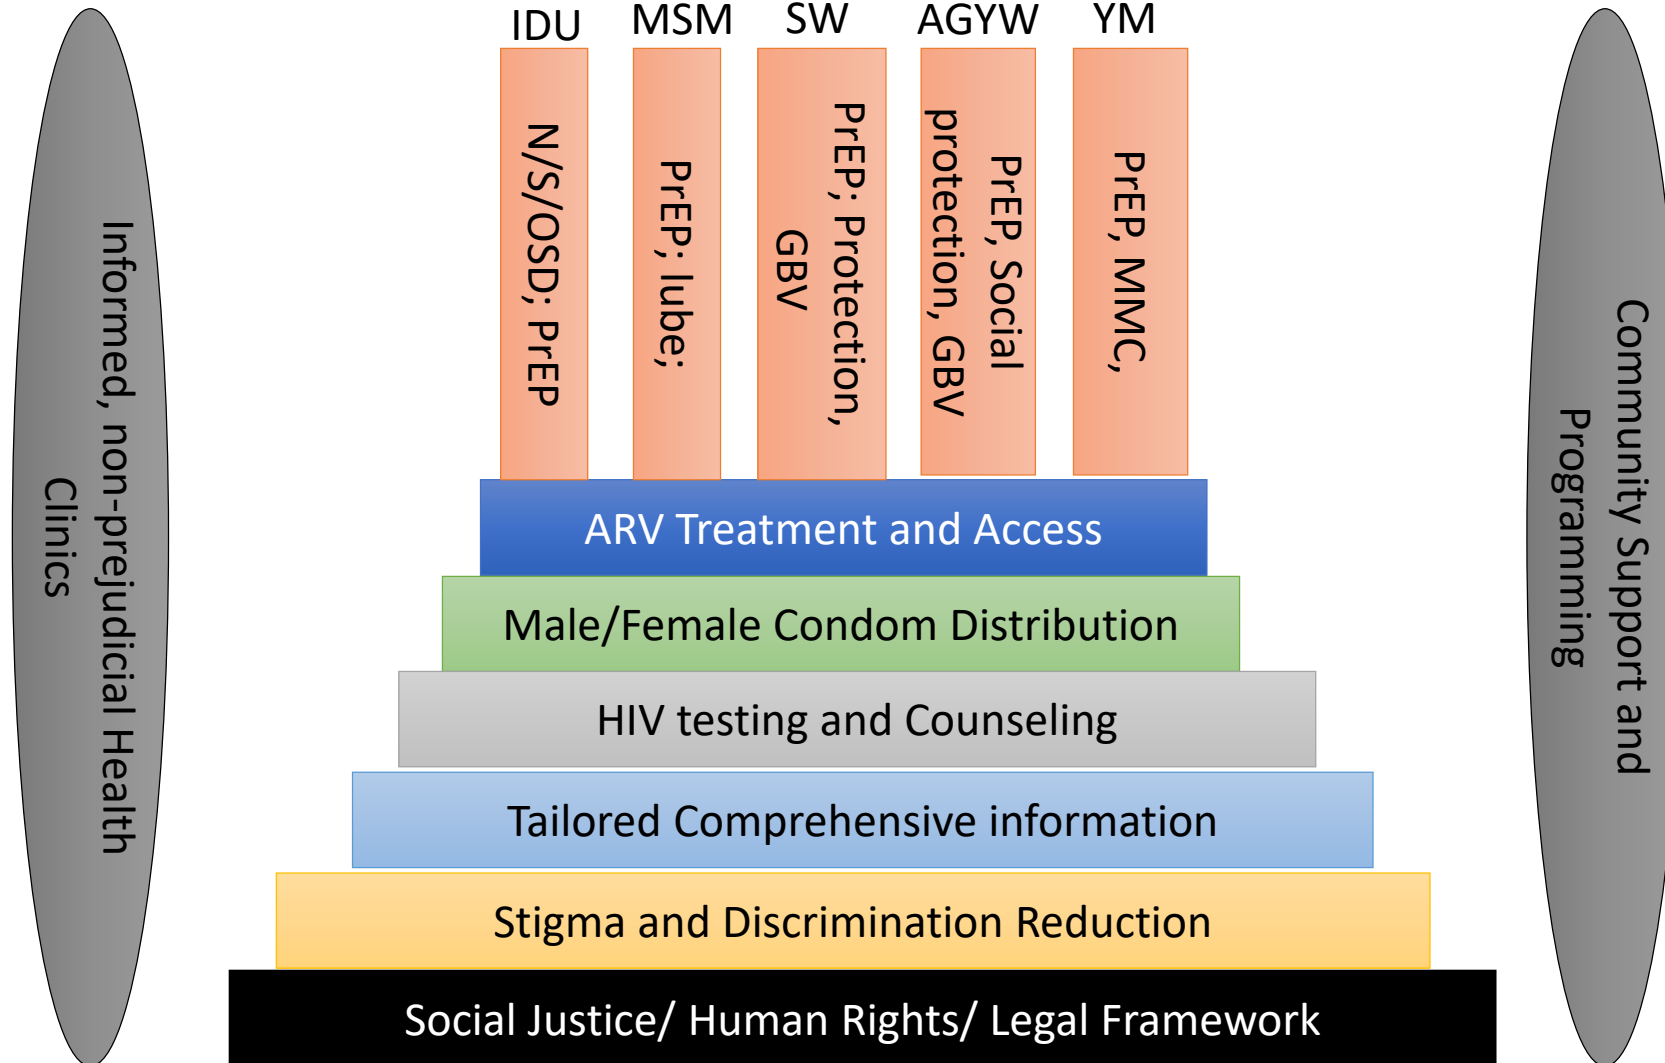 IDU
MSM
SW
AGYW
YM
N/S/OSD; PrEP
PrEP; lube;
PrEP; Protection,
GBV
PrEP, Social
protection, GBV
PrEP, MMC,
Informed, non-prejudicial Health
Clinics
Community Support and
Programming
ARV Treatment and Access
Male/Female Condom Distribution
HIV testing and Counseling
Tailored Comprehensive information
Stigma and Discrimination Reduction
Social Justice/ Human Rights/ Legal Framework